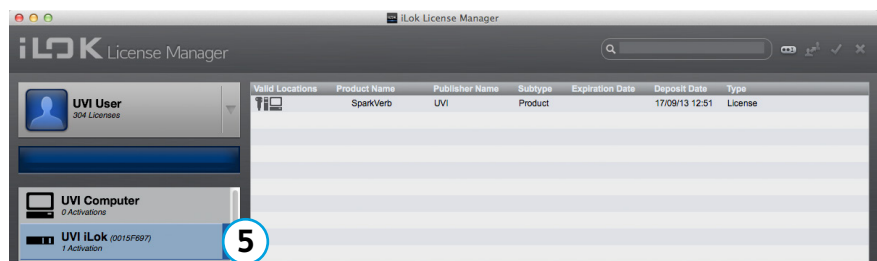 iLok License Manager
iLOK License Manager
UVI User
304 Licenses
Valid Locations Product Name Publisher Name Subtype Expiration Date Deposit Date Type
SparkVerb UVI Product 17/09/13 12:51 License
UVI Computer
0 Activations
UVI iLok (0015F697)
1 Activation
5